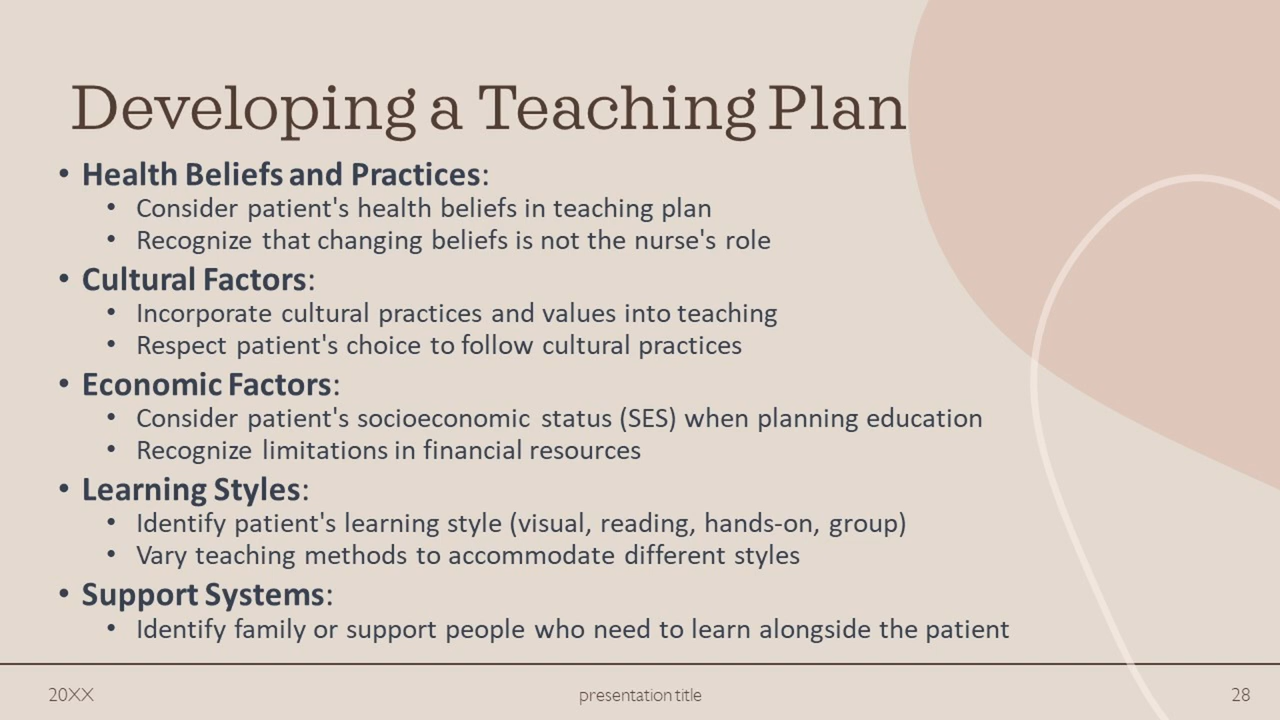 Developing a Teaching Plan
• Health Beliefs and Practices:
• Consider patient's health beliefs in teaching plan
• Recognize that changing beliefs is not the nurse's role
• Cultural Factors:
• Incorporate cultural practices and values into teaching
• Respect patient's choice to follow cultural practices
• Economic Factors:
• Consider patient's socioeconomic status (SES) when planning education
• Recognize limitations in financial resources
• Learning Styles:
• Identify patient's learning style (visual, reading, hands-on, group)
• Vary teaching methods to accommodate different styles
• Support Systems:
• Identify family or support people who need to learn alongside the patient
20XX
presentation title
28